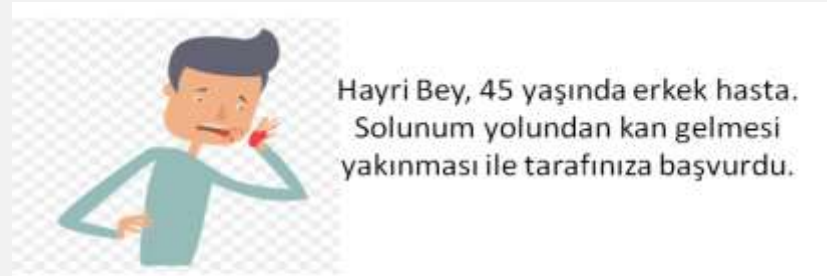 Hayri Bey, 45 yaşında erkek hasta.
Solunum yolundan kan gelmesi
yakınması ile tarafınıza başvurdu.